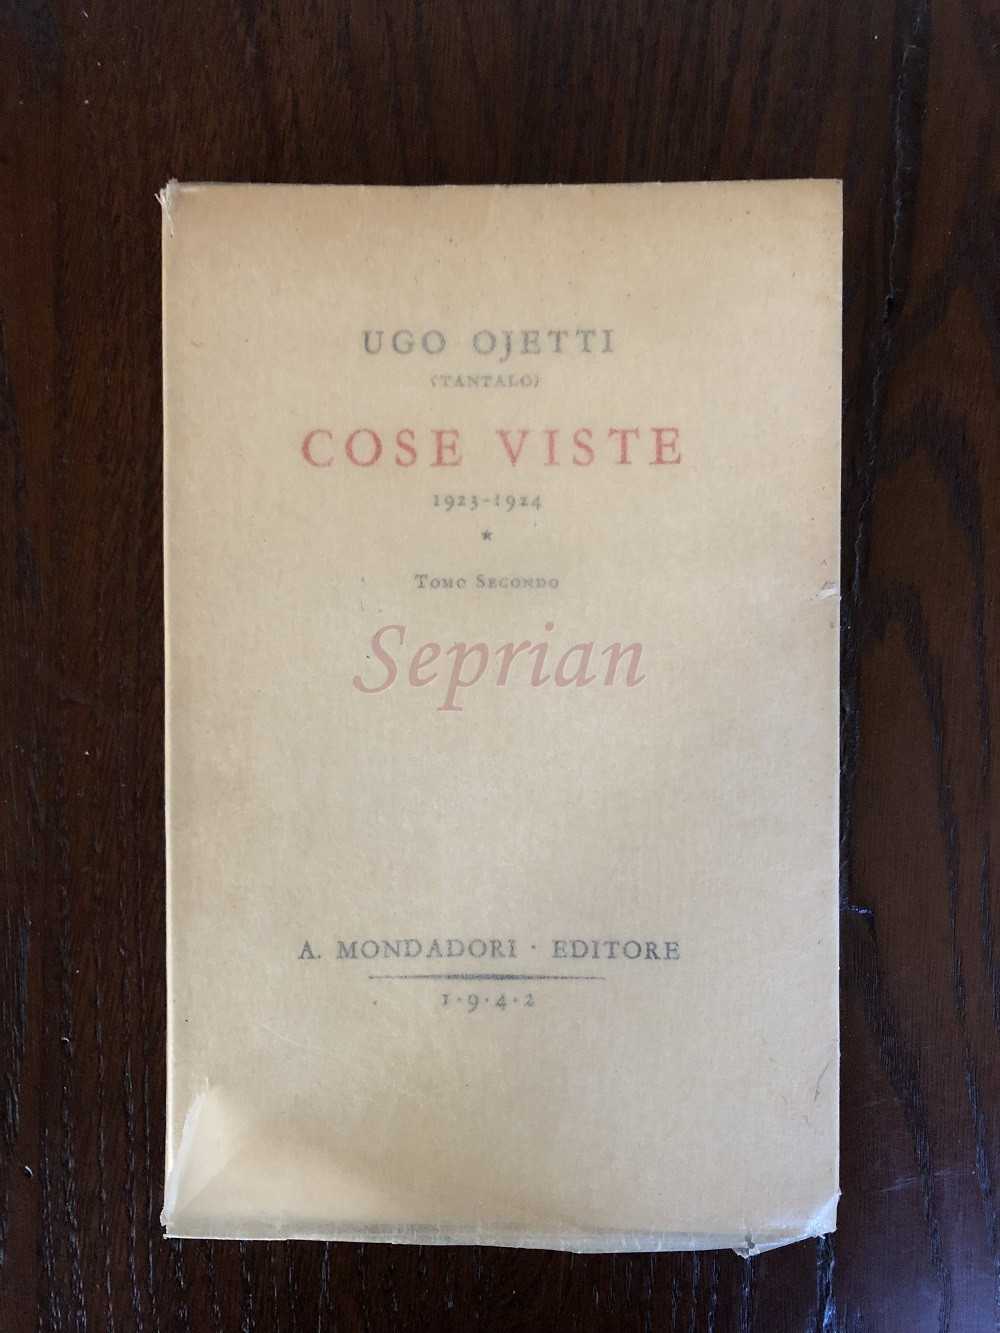 UGO OJETTI
(TANTALO)
COSE VISTE
1923-1924
*
TOMO SECONDO
Seprian
A. MONDADORI · EDITORE
1·9·4·2